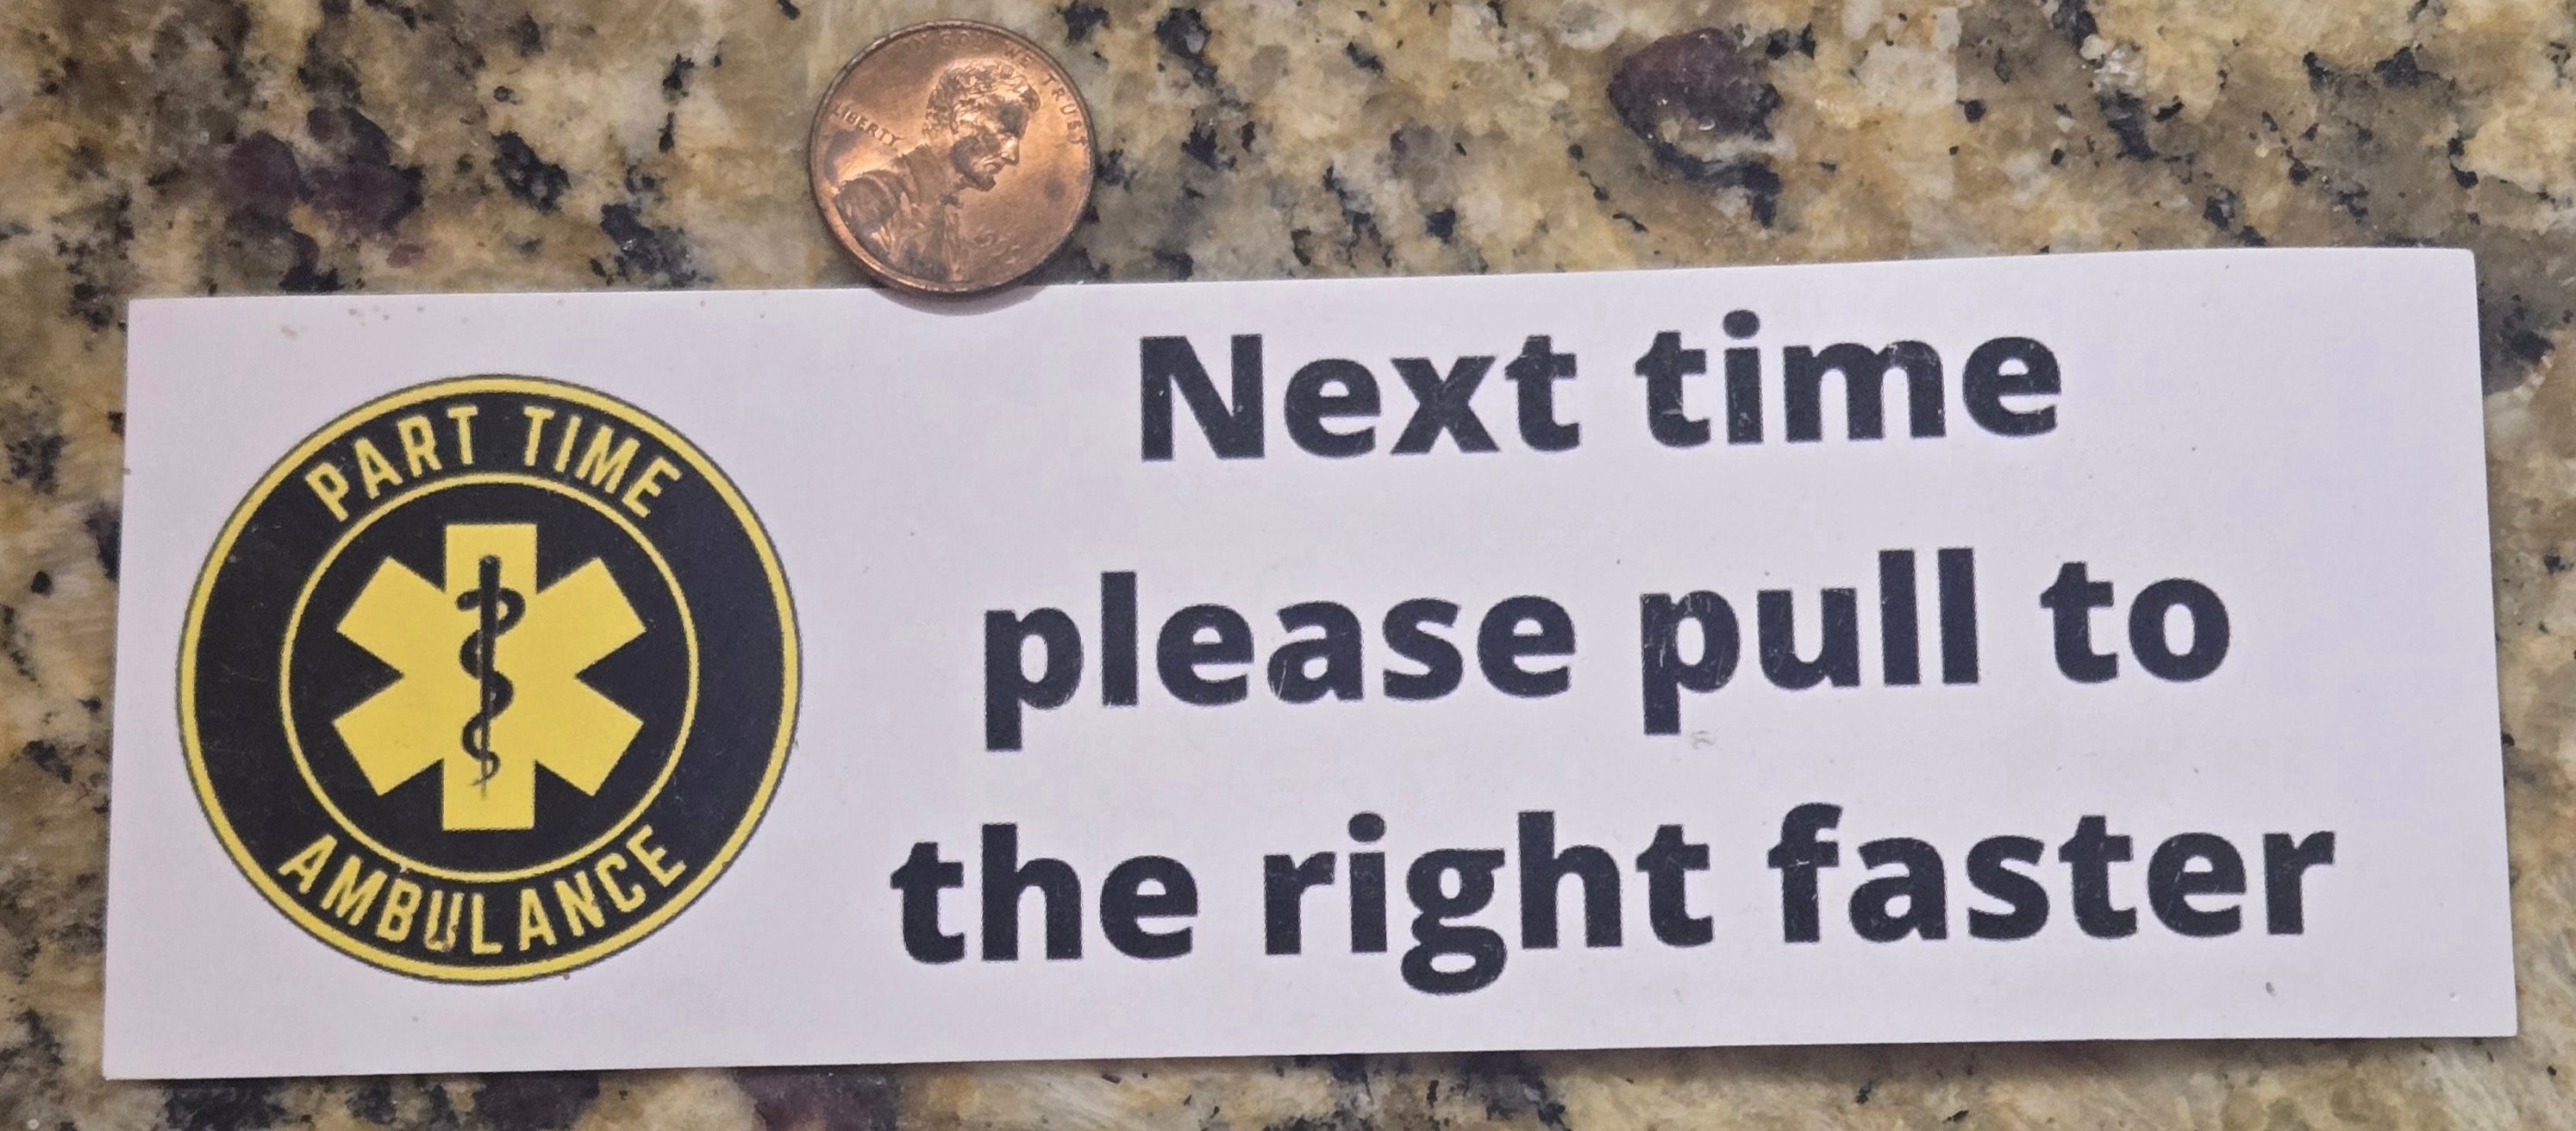 IN GOD WE TRUST
LIBERTY
PART TIME
AMBULANCE
Next time
please pull to
the right faster